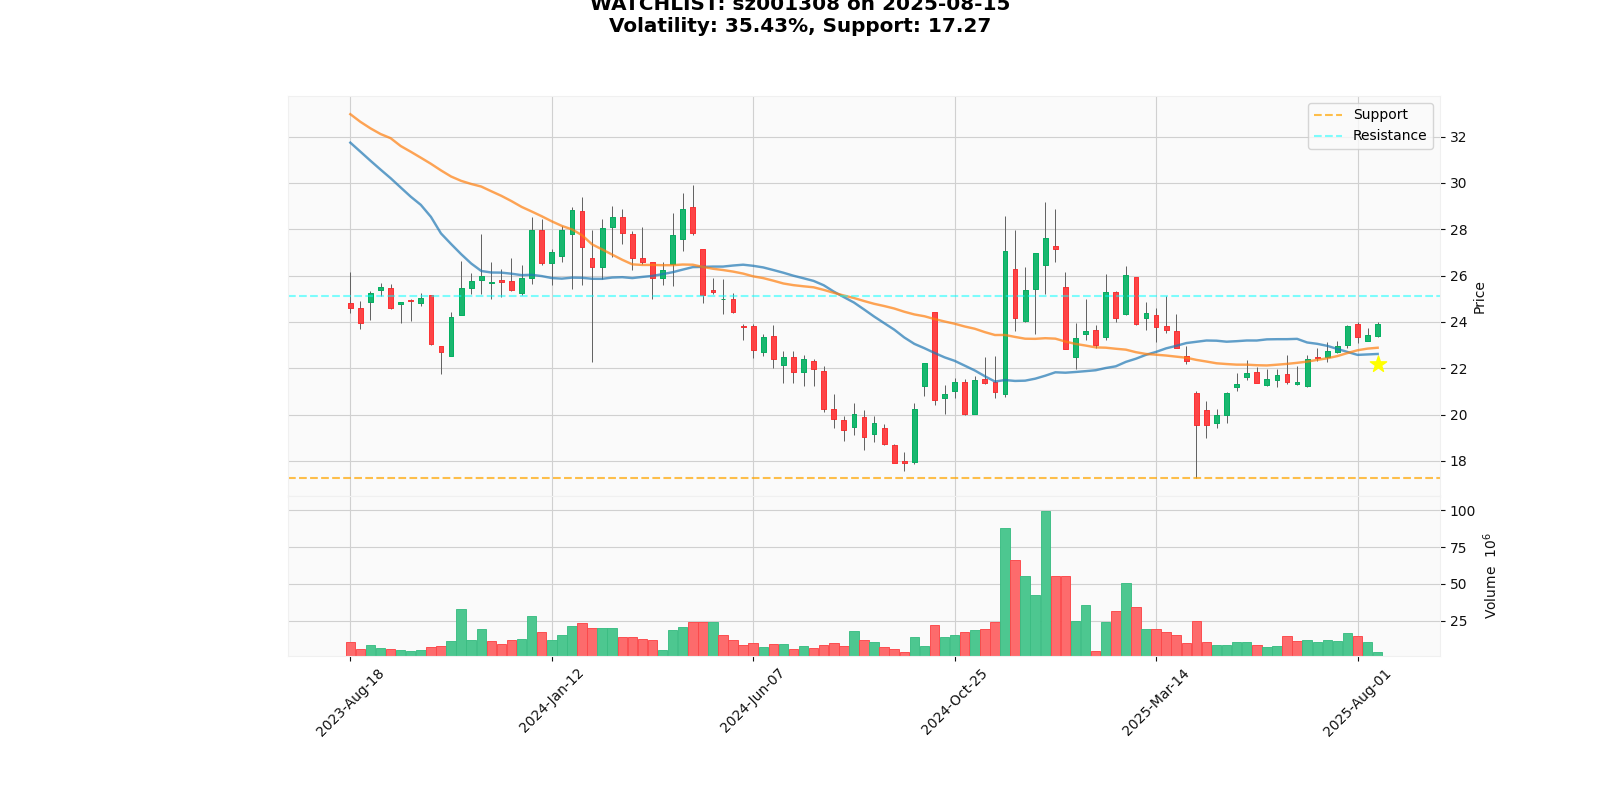 WATCHLIST: sz001308 on 2025-08-15
Volatility: 35.43%, Support: 17.27
Support
Resistance
32
30
28
26
24
22
20
18
Price
100
75
50
25
Volume 10^6
2023-Aug-18
2024-Jan-12
2024-Jun-07
2024-Oct-25
2025-Mar-14
2025-Aug-01